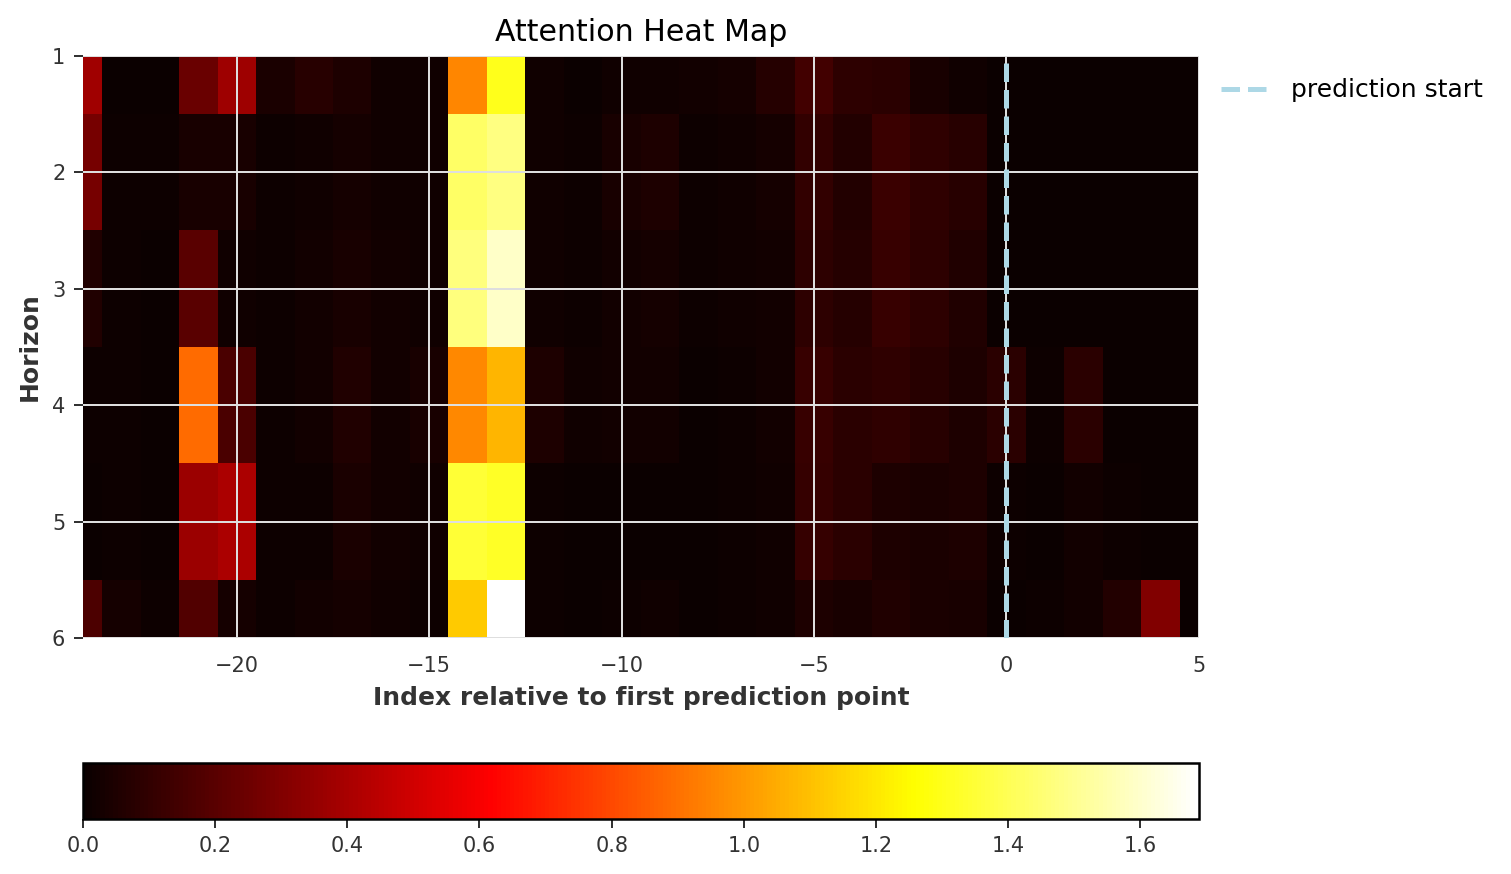 Attention Heat Map
1
2
3
4
5
6
Horizon
prediction start
−20 −15 −10 −5 0 5
Index relative to first prediction point
0.0 0.2 0.4 0.6 0.8 1.0 1.2 1.4 1.6